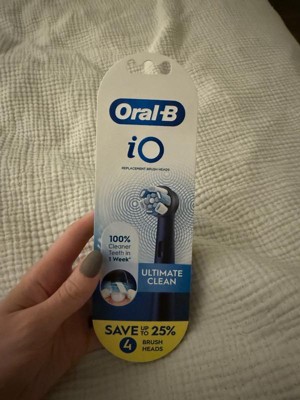 Oral-B
iO
REPLACEMENT BRUSH HEADS
100%
Cleaner
Teeth in
1 Week*
ULTIMATE
CLEAN
SAVE UP TO 25%
4 BRUSH
HEADS